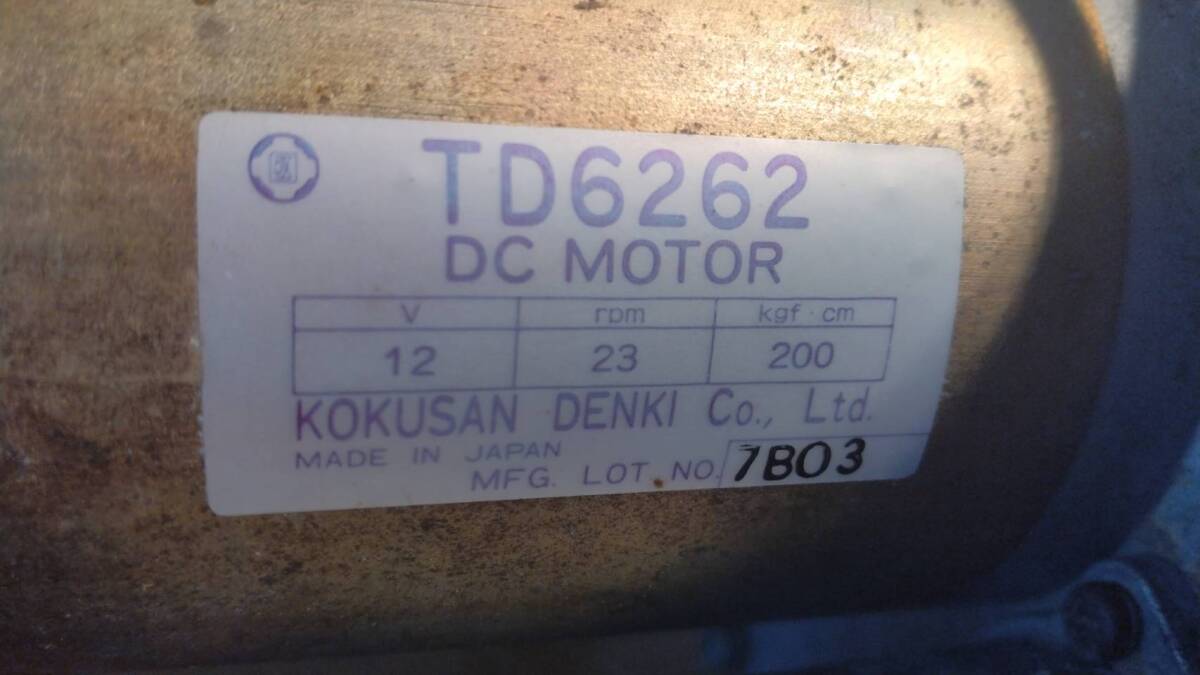 TD6262
DC MOTOR
V rpm kgf·cm
12 23 200
KOKUSAN DENKI Co., Ltd.
MADE IN JAPAN
MFG. LOT. NO. 7B03